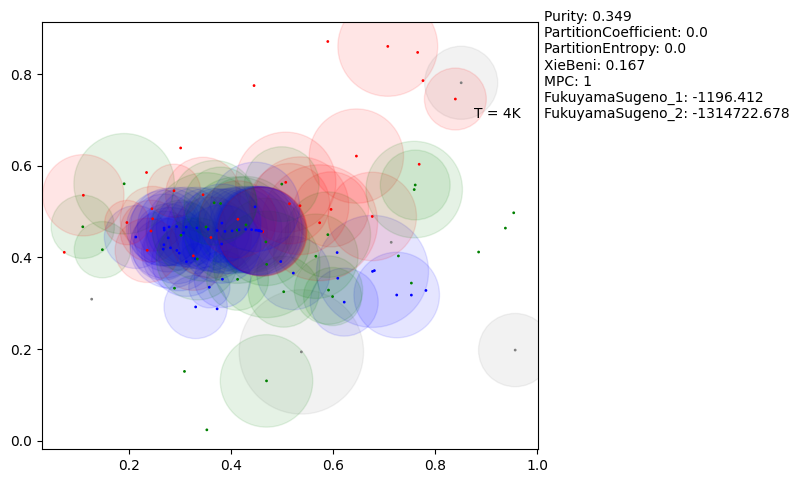 Purity: 0.349
PartitionCoefficient: 0.0
PartitionEntropy: 0.0
XieBeni: 0.167
MPC: 1
FukuyamaSugeno_1: -1196.412
FukuyamaSugeno_2: -1314722.678
T = 4K
0.8
0.6
0.4
0.2
0.0
0.2 0.4 0.6 0.8 1.0